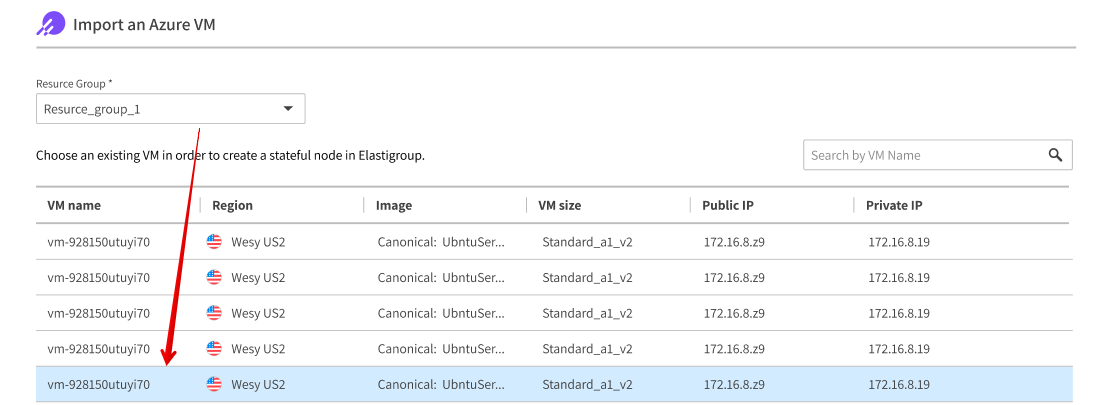 Import an Azure VM
Resurce Group *
Resurce_group_1
Choose an existing VM in order to create a stateful node in Elastigroup.
Search by VM Name
VM name Region Image VM size Public IP Private IP
vm-928150utuyi70 Wesy US2 Canonical: UbntuSer... Standard_a1_v2 172.16.8.z9 172.16.8.19
vm-928150utuyi70 Wesy US2 Canonical: UbntuSer... Standard_a1_v2 172.16.8.z9 172.16.8.19
vm-928150utuyi70 Wesy US2 Canonical: UbntuSer... Standard_a1_v2 172.16.8.z9 172.16.8.19
vm-928150utuyi70 Wesy US2 Canonical: UbntuSer... Standard_a1_v2 172.16.8.z9 172.16.8.19
vm-928150utuyi70 Wesy US2 Canonical: UbntuSer... Standard_a1_v2 172.16.8.z9 172.16.8.19